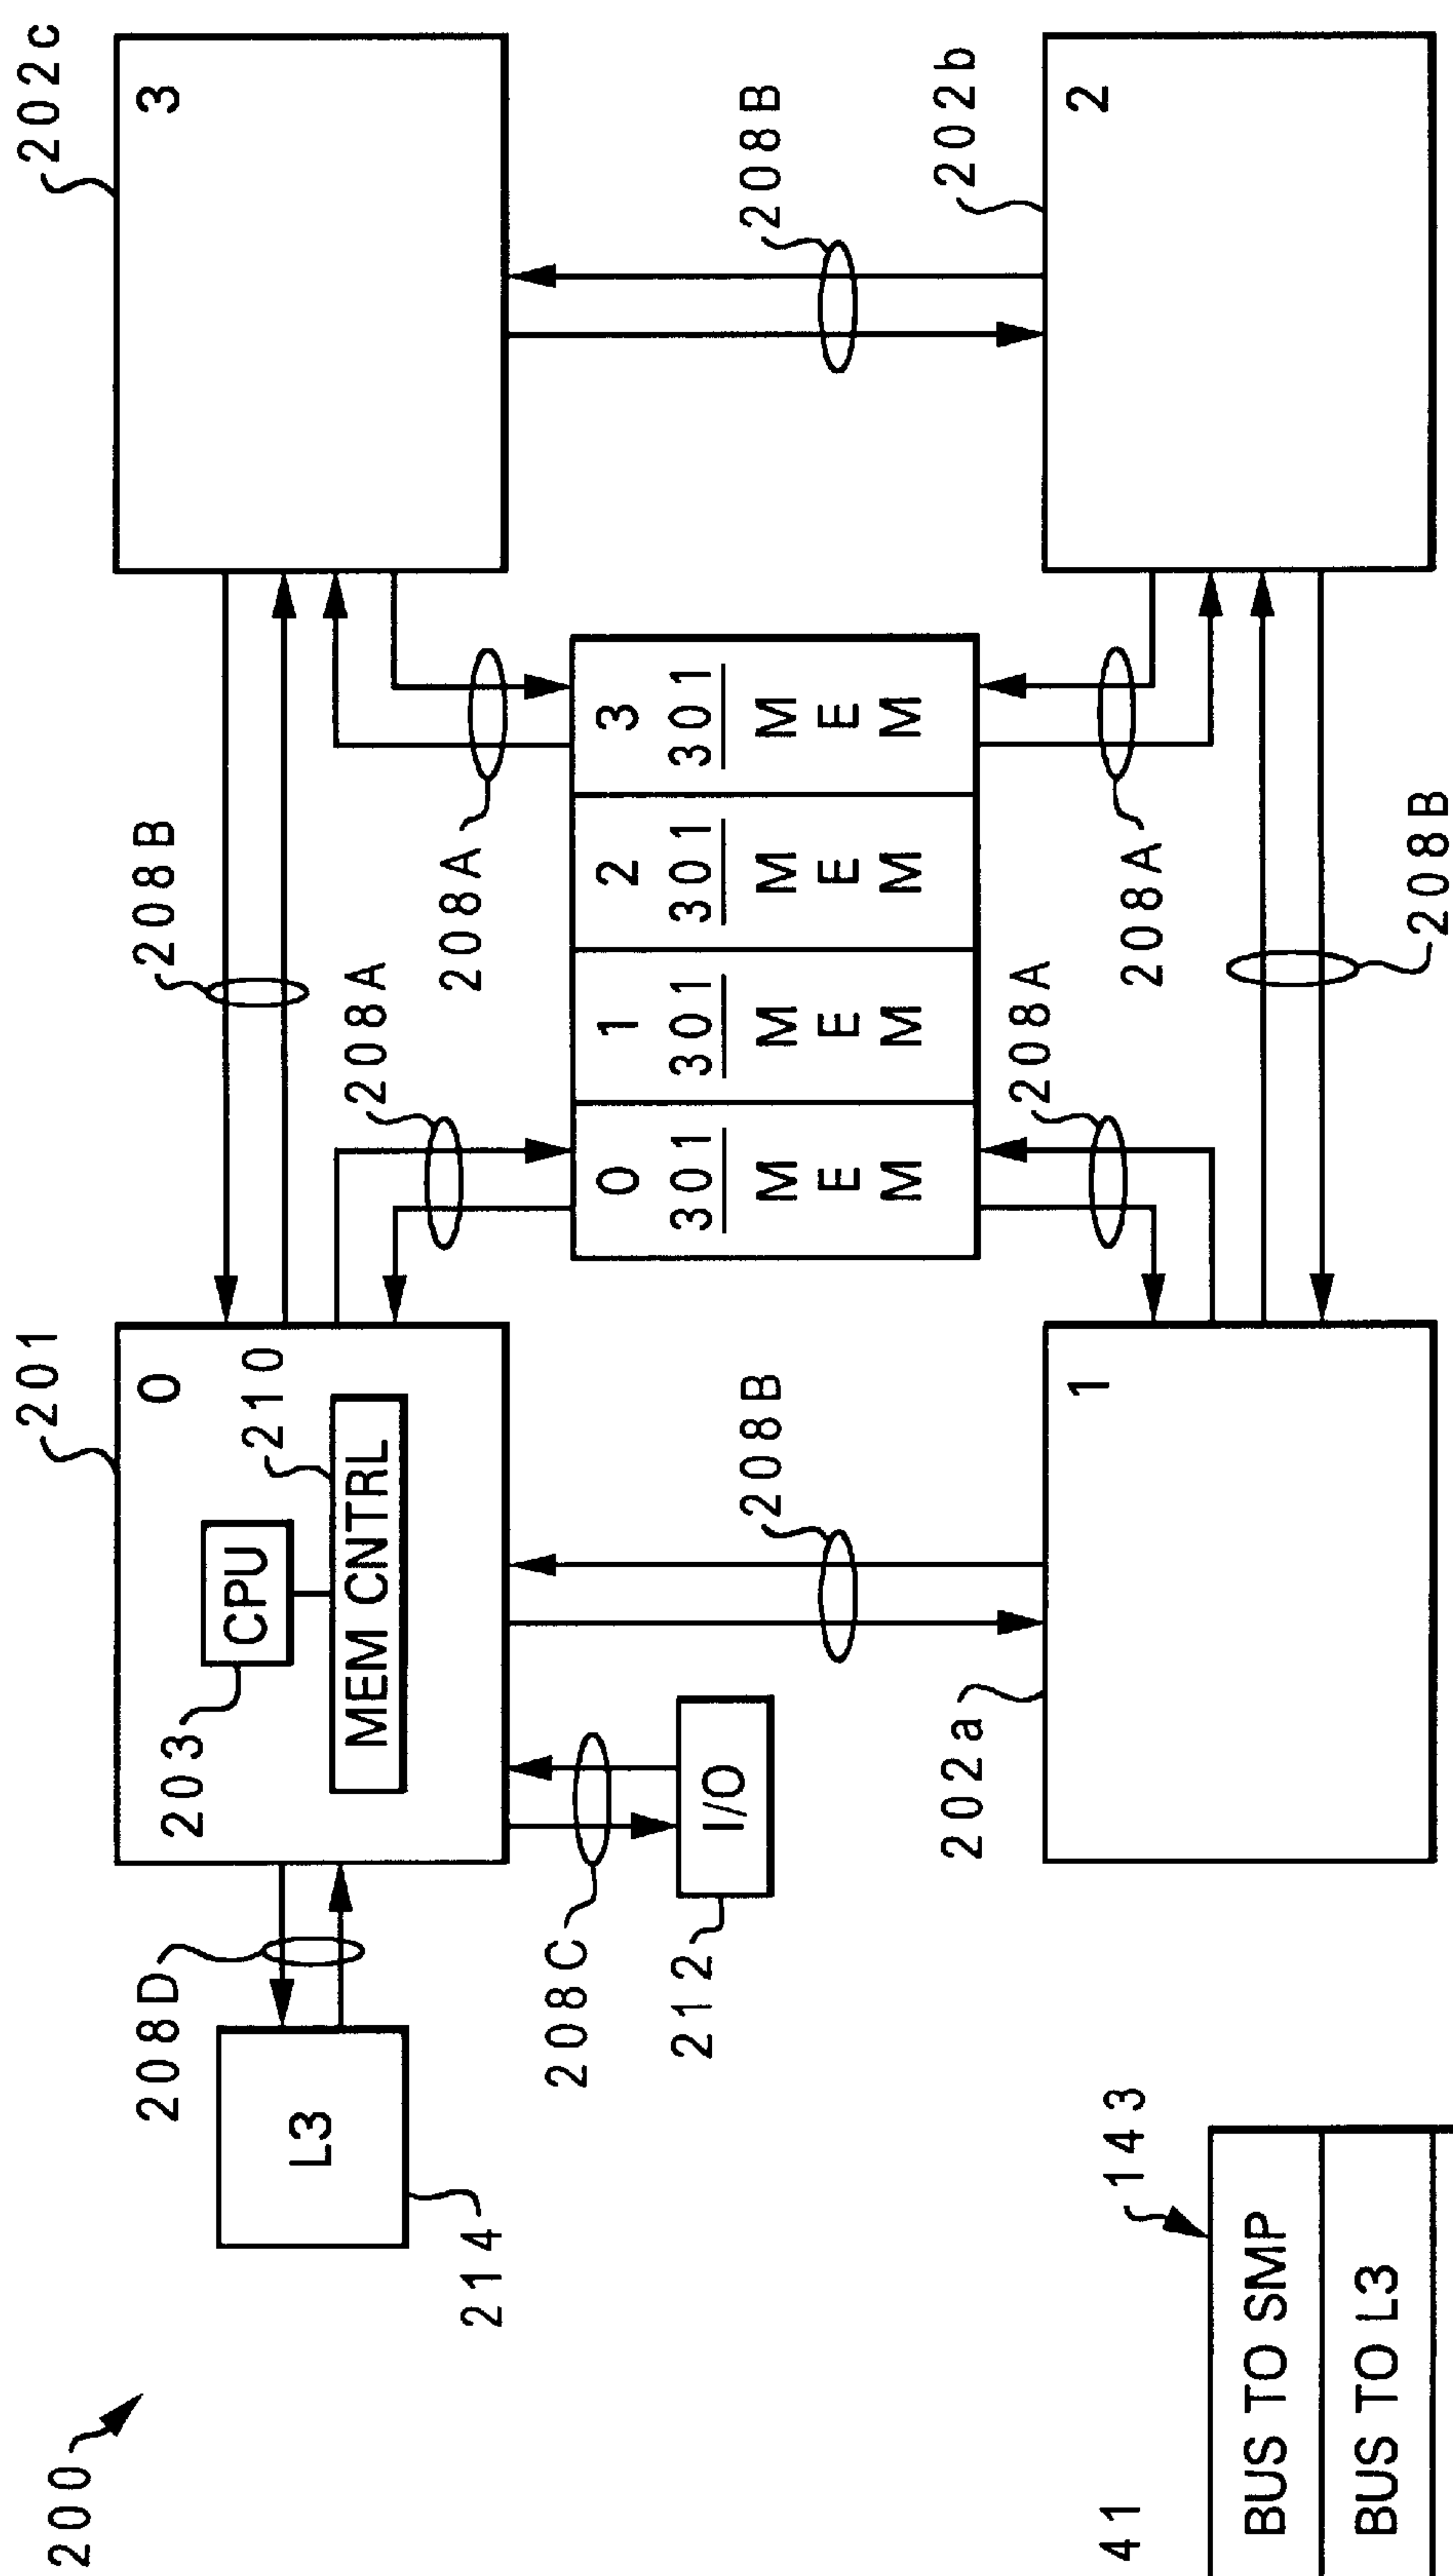 200
214
L3
208D
201
0
203
CPU
210
MEM CNTRL
208C
I/O
212
208B
208A
208A
202c
3
0
301
MEM
1
301
MEM
2
301
MEM
3
301
MEM
208B
208B
208A
208A
202a
1
208B
202b
2
41
143
BUS TO SMP
BUS TO L3